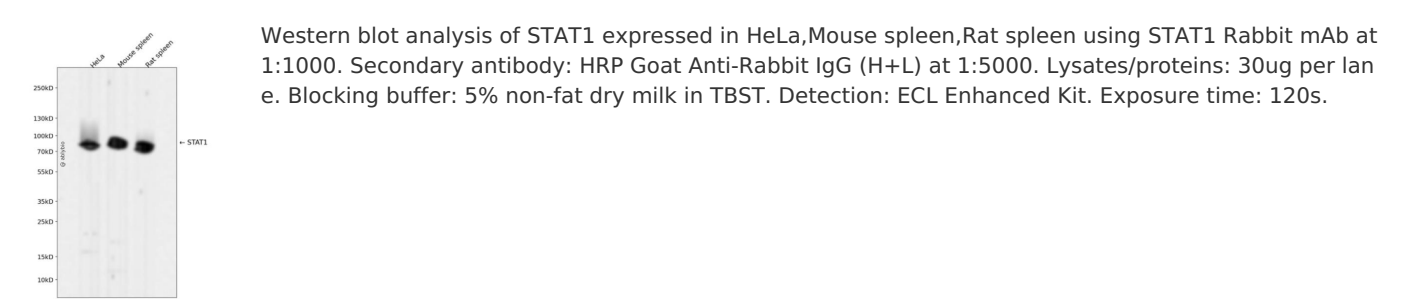 HeLa
Mouse spleen
Rat spleen
250kD
130kD
100kD
70kD
55kD
35kD
25kD
15kD
10kD
@ abybio
← STAT1
Western blot analysis of STAT1 expressed in HeLa,Mouse spleen,Rat spleen using STAT1 Rabbit mAb at
1:1000. Secondary antibody: HRP Goat Anti-Rabbit IgG (H+L) at 1:5000. Lysates/proteins: 30ug per lan
e. Blocking buffer: 5% non-fat dry milk in TBST. Detection: ECL Enhanced Kit. Exposure time: 120s.